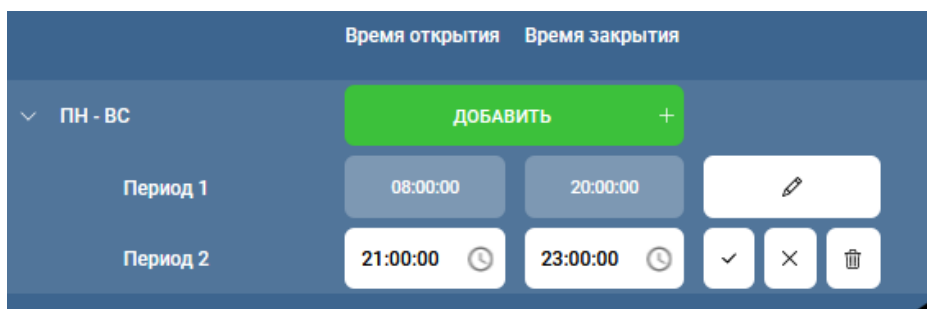 Время открытия Время закрытия
ПН - ВС ДОБАВИТЬ +
Период 1 08:00:00 20:00:00
Период 2 21:00:00 23:00:00